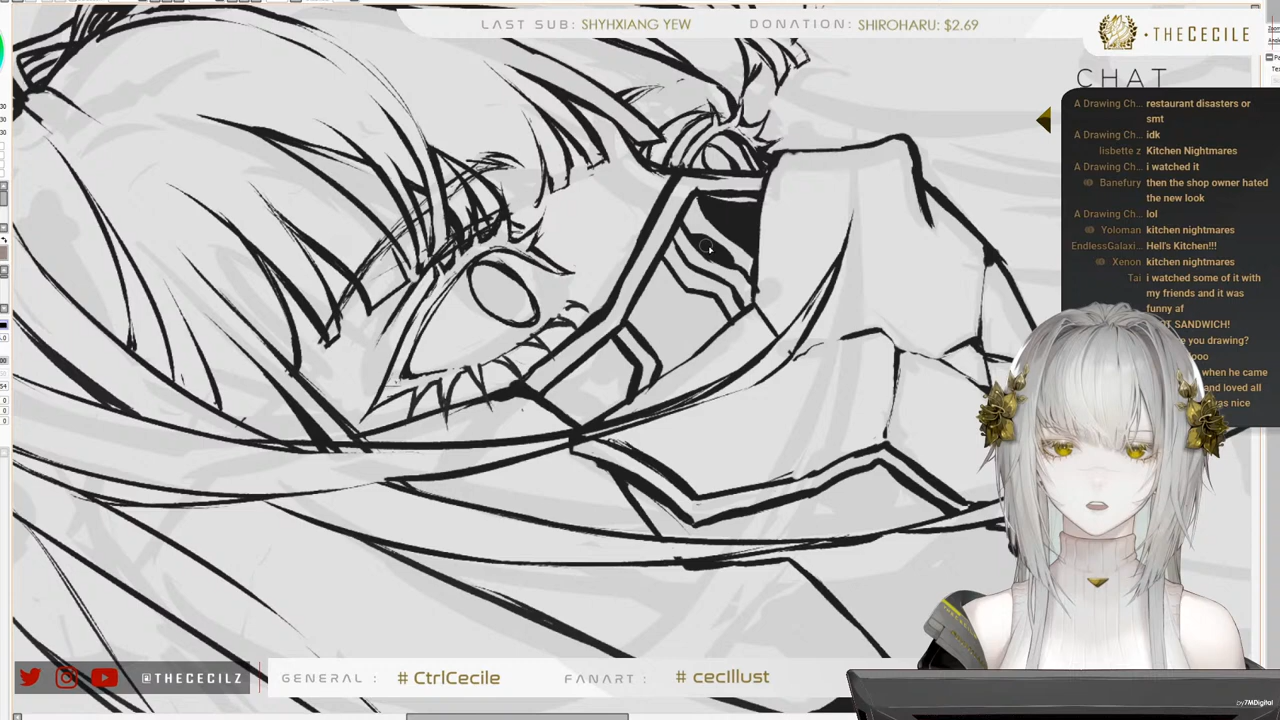 LAST SUB: SHYHXIANG YEW
DONATION: SHIROHARU: $2.69
·THECECILE
CHAT
A Drawing Ch... restaurant disasters or
smt
A Drawing Ch... idk
lisbette z Kitchen Nightmares
A Drawing Ch... i watched it
Banefury then the shop owner hated
the new look
A Drawing Ch... lol
Yoloman kitchen nightmares
EndlessGalaxi... Hell's Kitchen!!!
Xenon kitchen nightmares
Tai i watched some of it with
my friends and it was
funny af
SANDWICH!
you drawing?
when he came
and loved all
was nice
@THECECILZ
GENERAL : # CtrlCecile
FANART : # cecIllust
by7MDigital